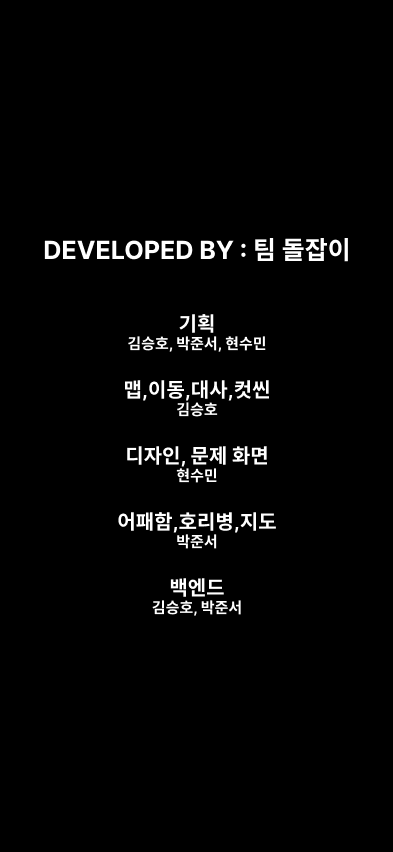 DEVELOPED BY : 팀 돌잡이
기획
김승호, 박준서, 현수민
맵,이동,대사,컷씬
김승호
디자인, 문제 화면
현수민
어패함,호리병,지도
박준서
백엔드
김승호, 박준서